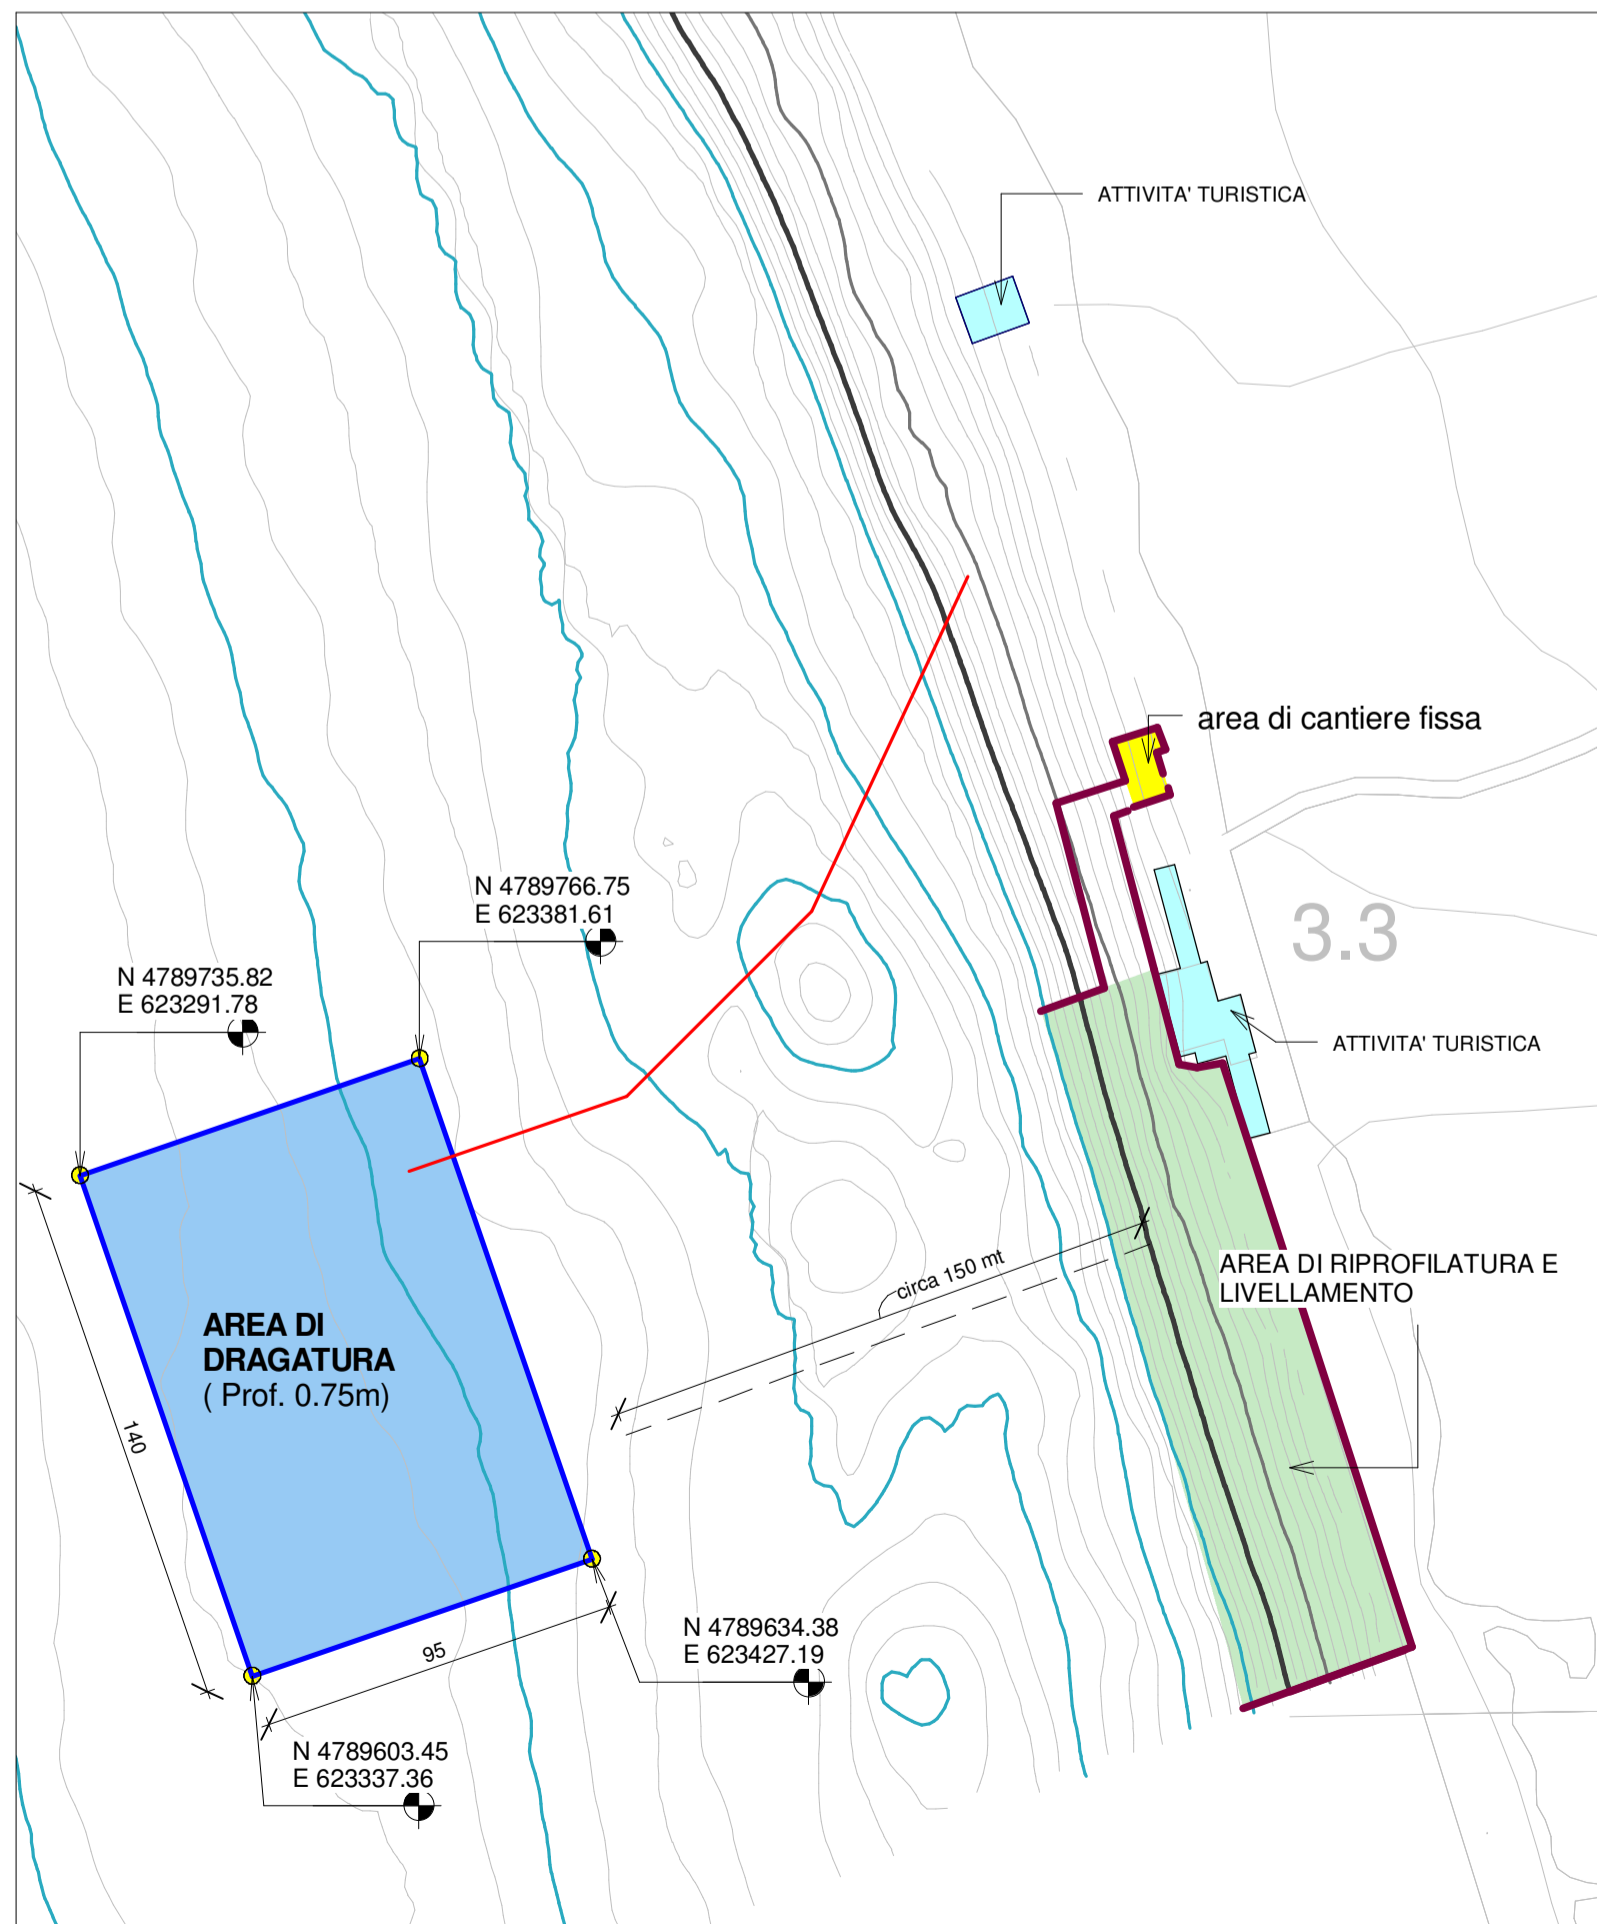 ATTIVITA' TURISTICA
area di cantiere fissa
N 4789766.75
E 623381.61
3.3
N 4789735.82
E 623291.78
ATTIVITA' TURISTICA
circa 150 mt
AREA DI RIPROFILATURA E
LIVELLAMENTO
AREA DI
DRAGATURA
( Prof. 0.75m)
140
95
N 4789634.38
E 623427.19
N 4789603.45
E 623337.36